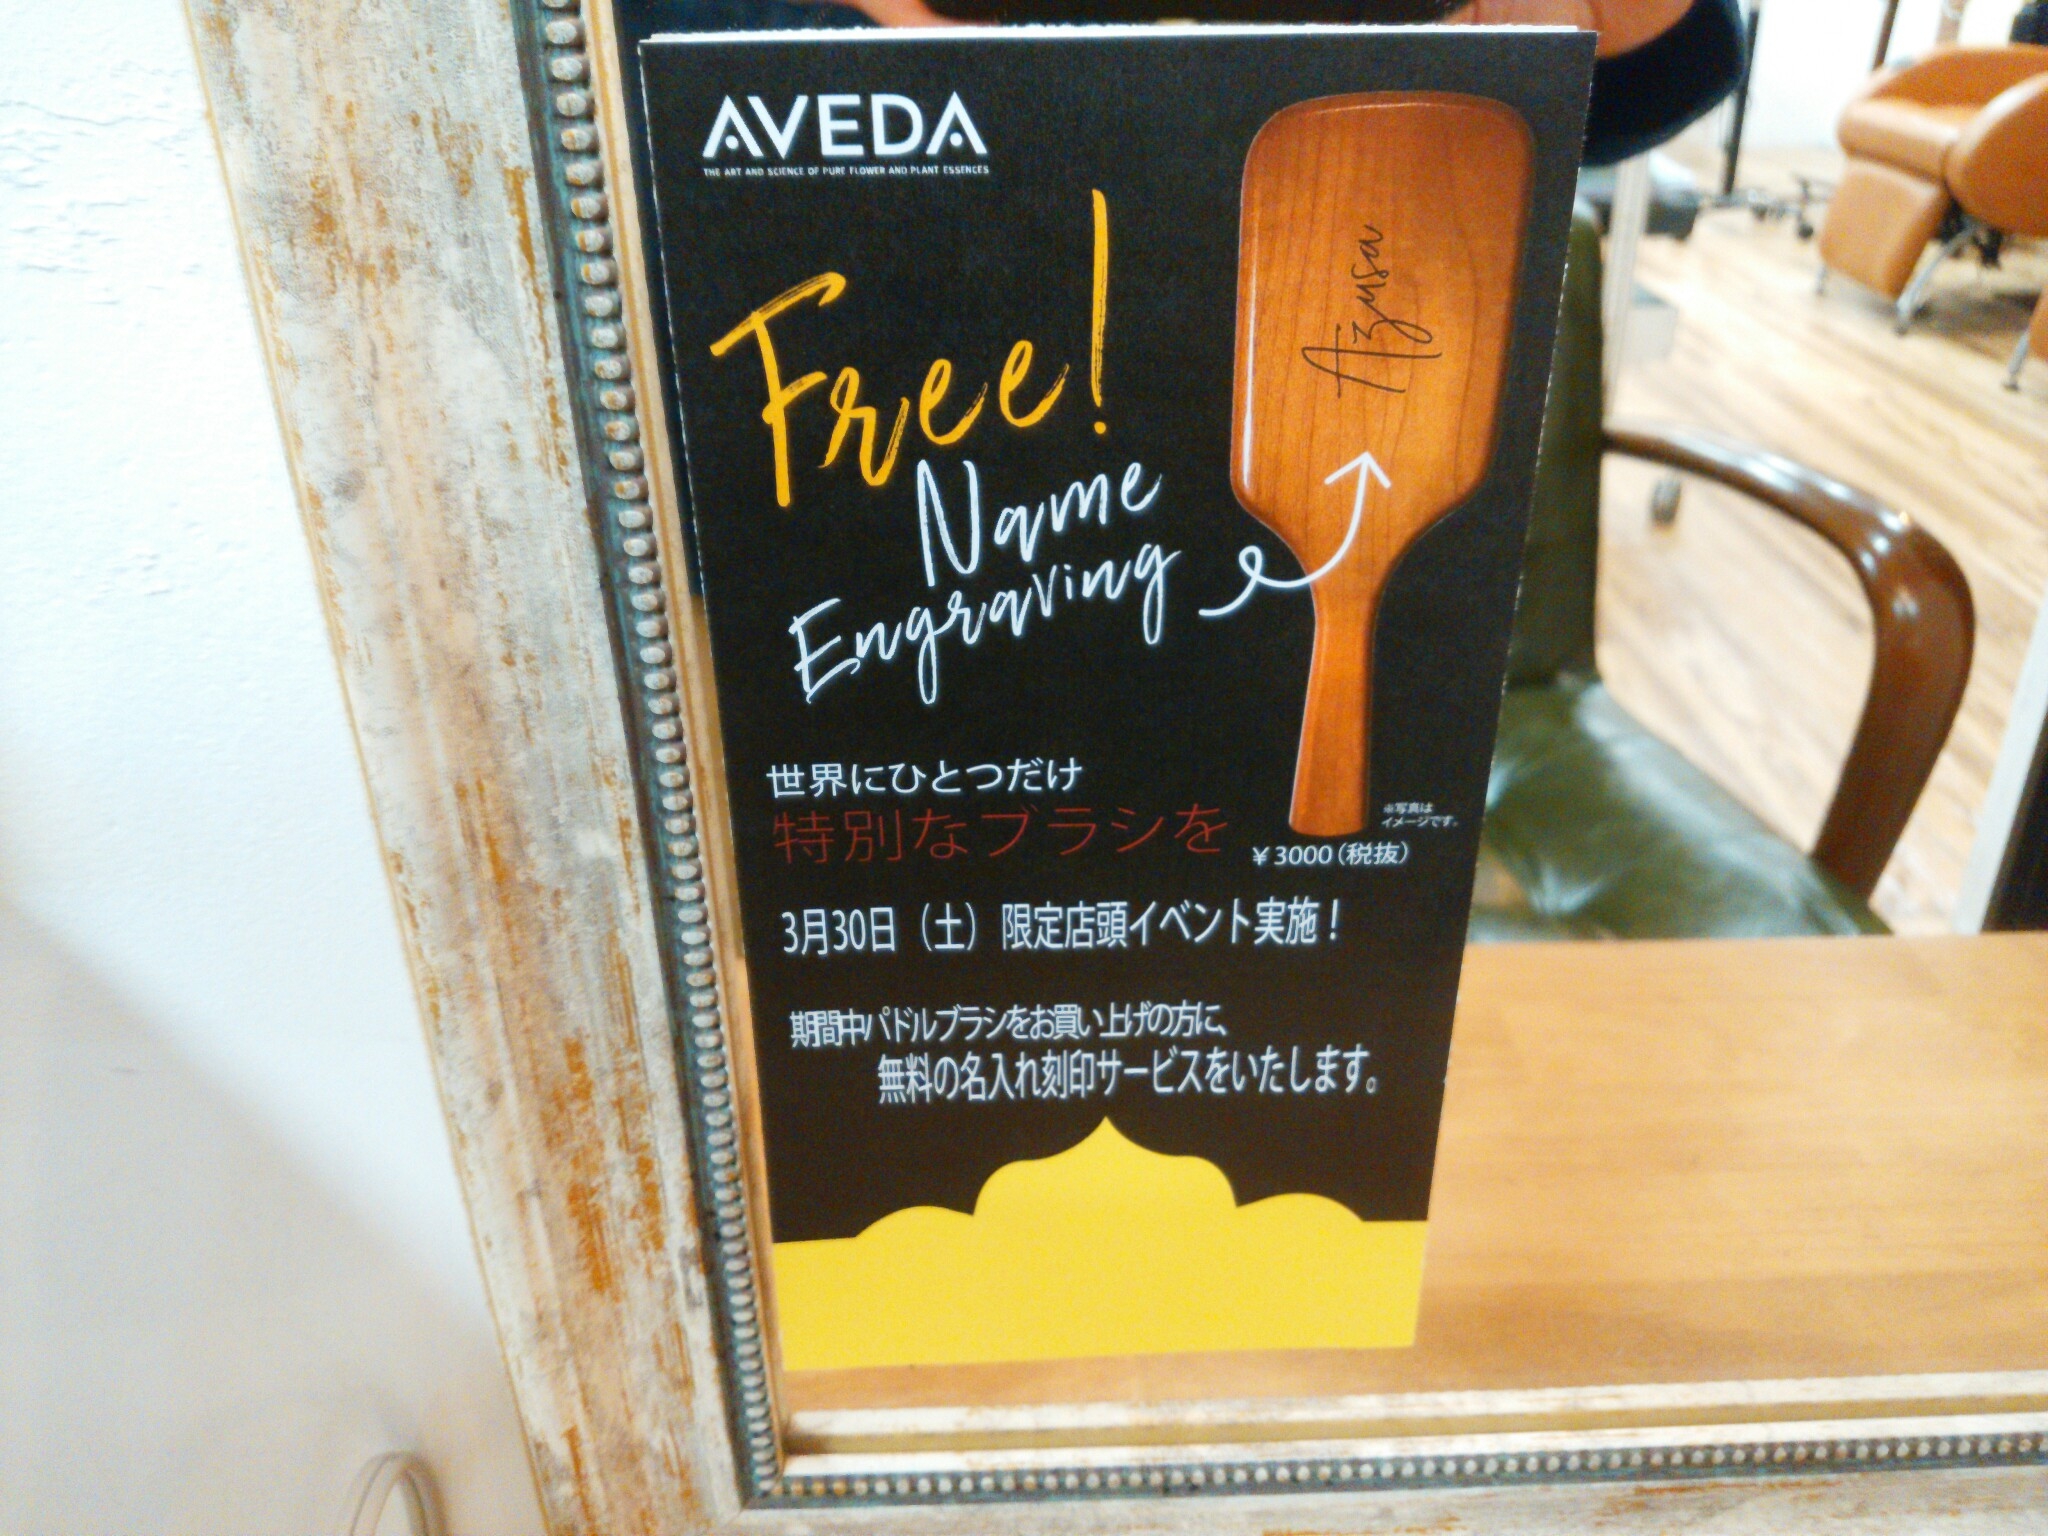 AVEDA
THE ART AND SCIENCE OF PURE FLOWER AND PLANT ESSENCES
Free!
Name
Engraving
Azusa
世界にひとつだけ
特別なブラシを
※写真は
イメージです。
¥3000(税抜)
3月30日（土）限定店頭イベント実施！
期間中パドルブラシをお買い上げの方に、
無料の名入れ刻印サービスをいたします。